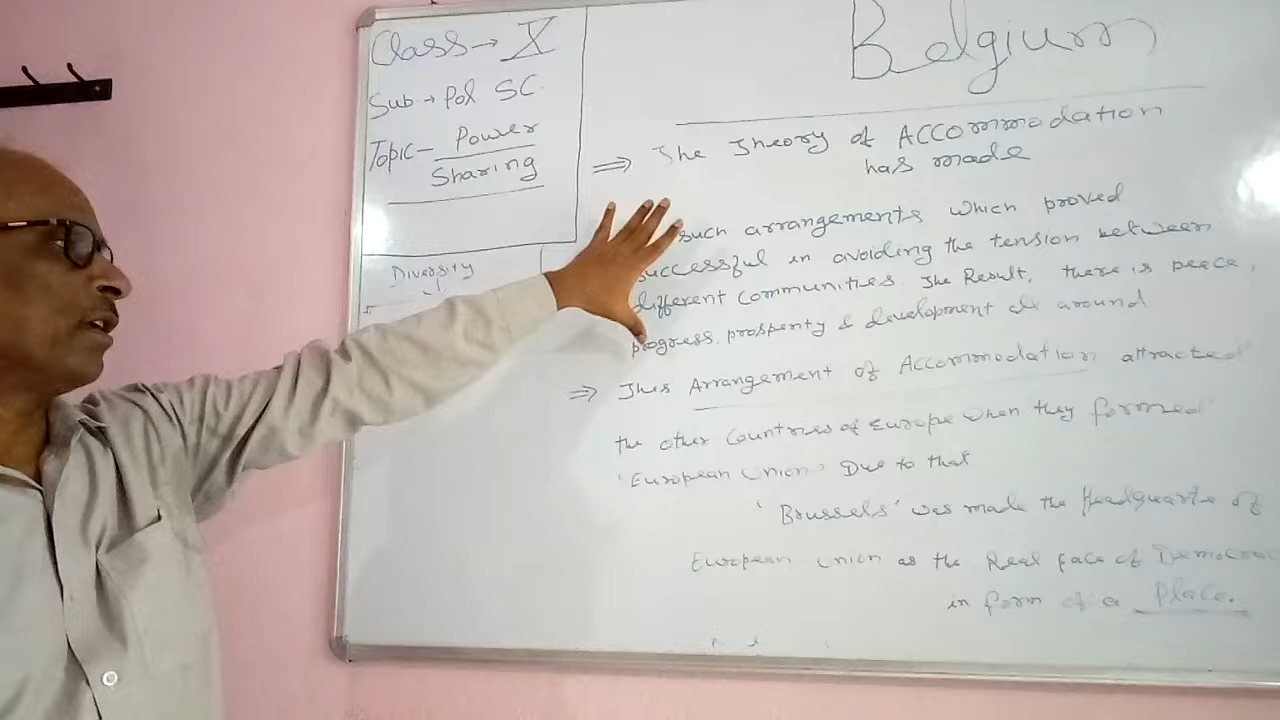 Class → X
Sub → Pol SC.
Topic - Power
Sharing
Diversity
Belgium
⇒ The Theory of ACCOmmodation
has made
such arrangements which proved
successful in avoiding the tension between
different Communities. The Result, there is peace,
progress, prosperity & development all around
⇒ This Arrangement of Accommodation attracted
the other Countries of Europe when they formed
'European Union' Due to that
'Brussels' was made the Headquarte of
European Union as the Real face of Democrac
in form of a Place.